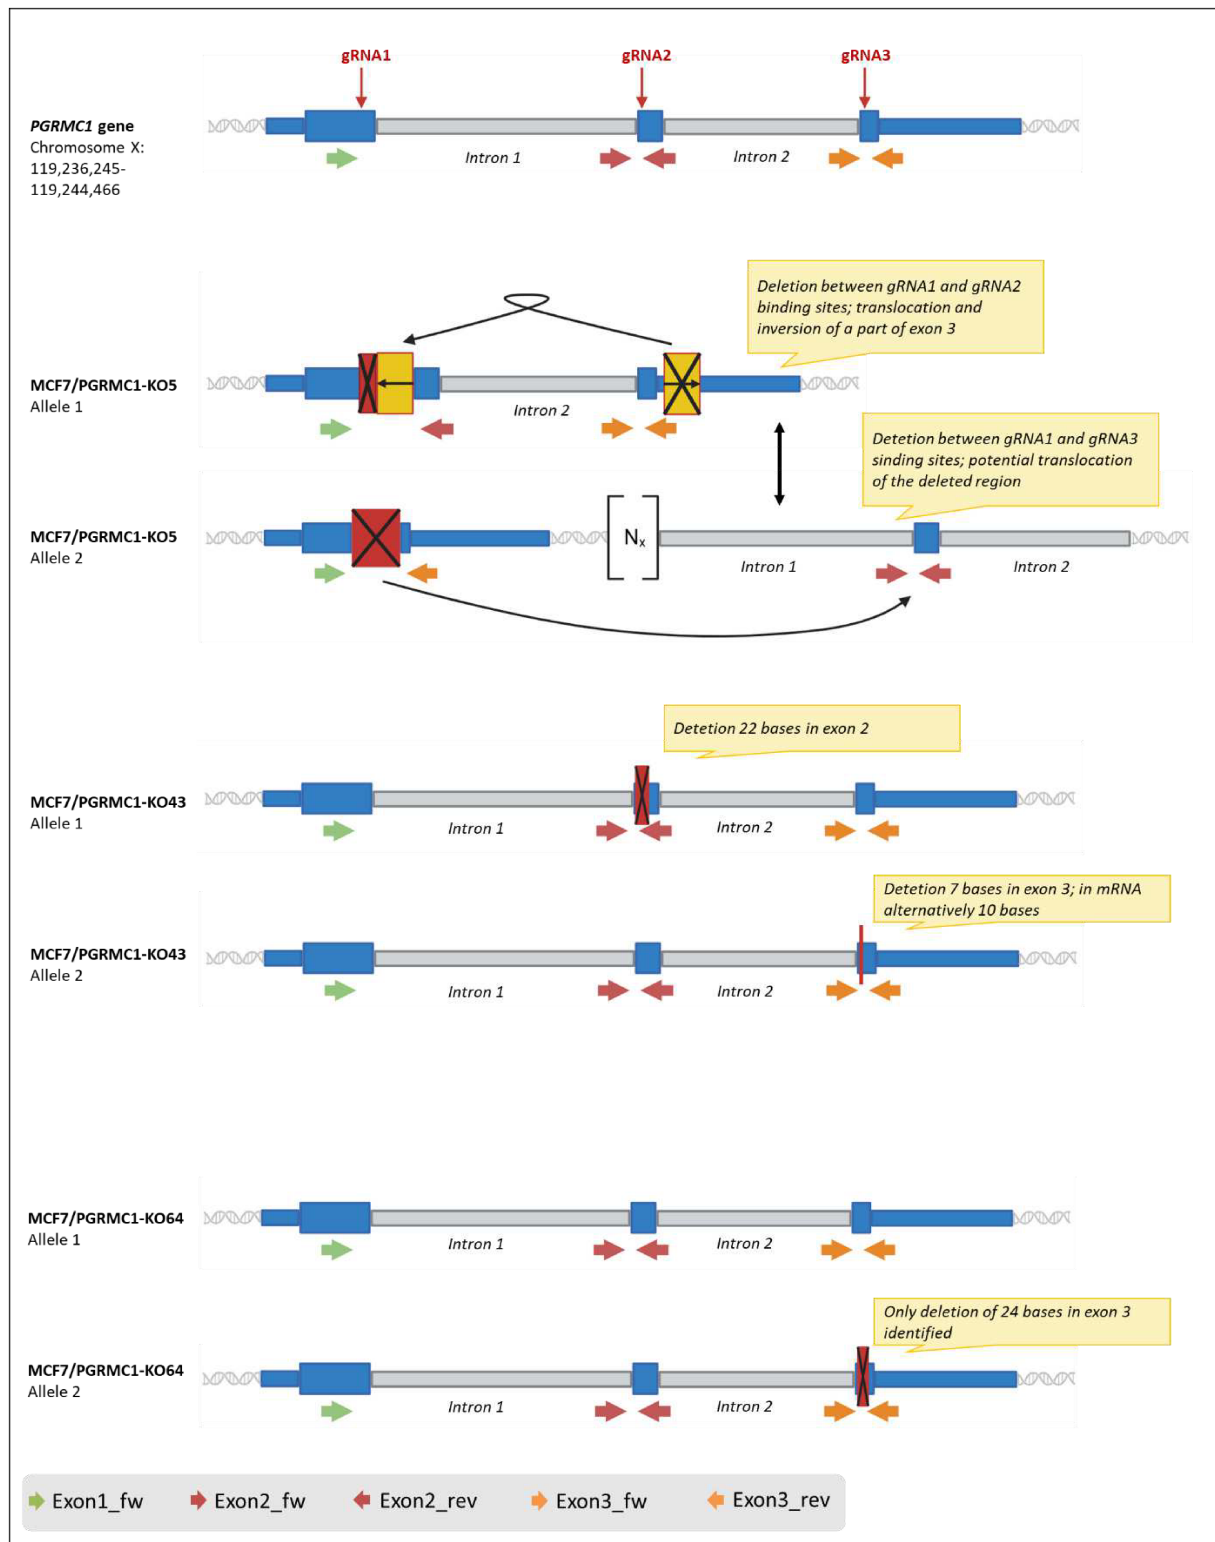 gRNA1
gRNA2
gRNA3
PGRMC1 gene
Chromosome X:
119,236,245-
119,244,466
Intron 1
Intron 2
Deletion between gRNA1 and gRNA2
binding sites; translocation and
inversion of a part of exon 3
MCF7/PGRMC1-KO5
Allele 1
Intron 2
Detetion between gRNA1 and gRNA3
sinding sites; potential translocation
of the deleted region
MCF7/PGRMC1-KO5
Allele 2
Nx
Intron 1
Intron 2
Detetion 22 bases in exon 2
MCF7/PGRMC1-KO43
Allele 1
Intron 1
Intron 2
Detetion 7 bases in exon 3; in mRNA
alternatively 10 bases
MCF7/PGRMC1-KO43
Allele 2
Intron 1
Intron 2
MCF7/PGRMC1-KO64
Allele 1
Intron 1
Intron 2
Only deletion of 24 bases in exon 3
identified
MCF7/PGRMC1-KO64
Allele 2
Intron 1
Intron 2
Exon1_fw
Exon2_fw
Exon2_rev
Exon3_fw
Exon3_rev